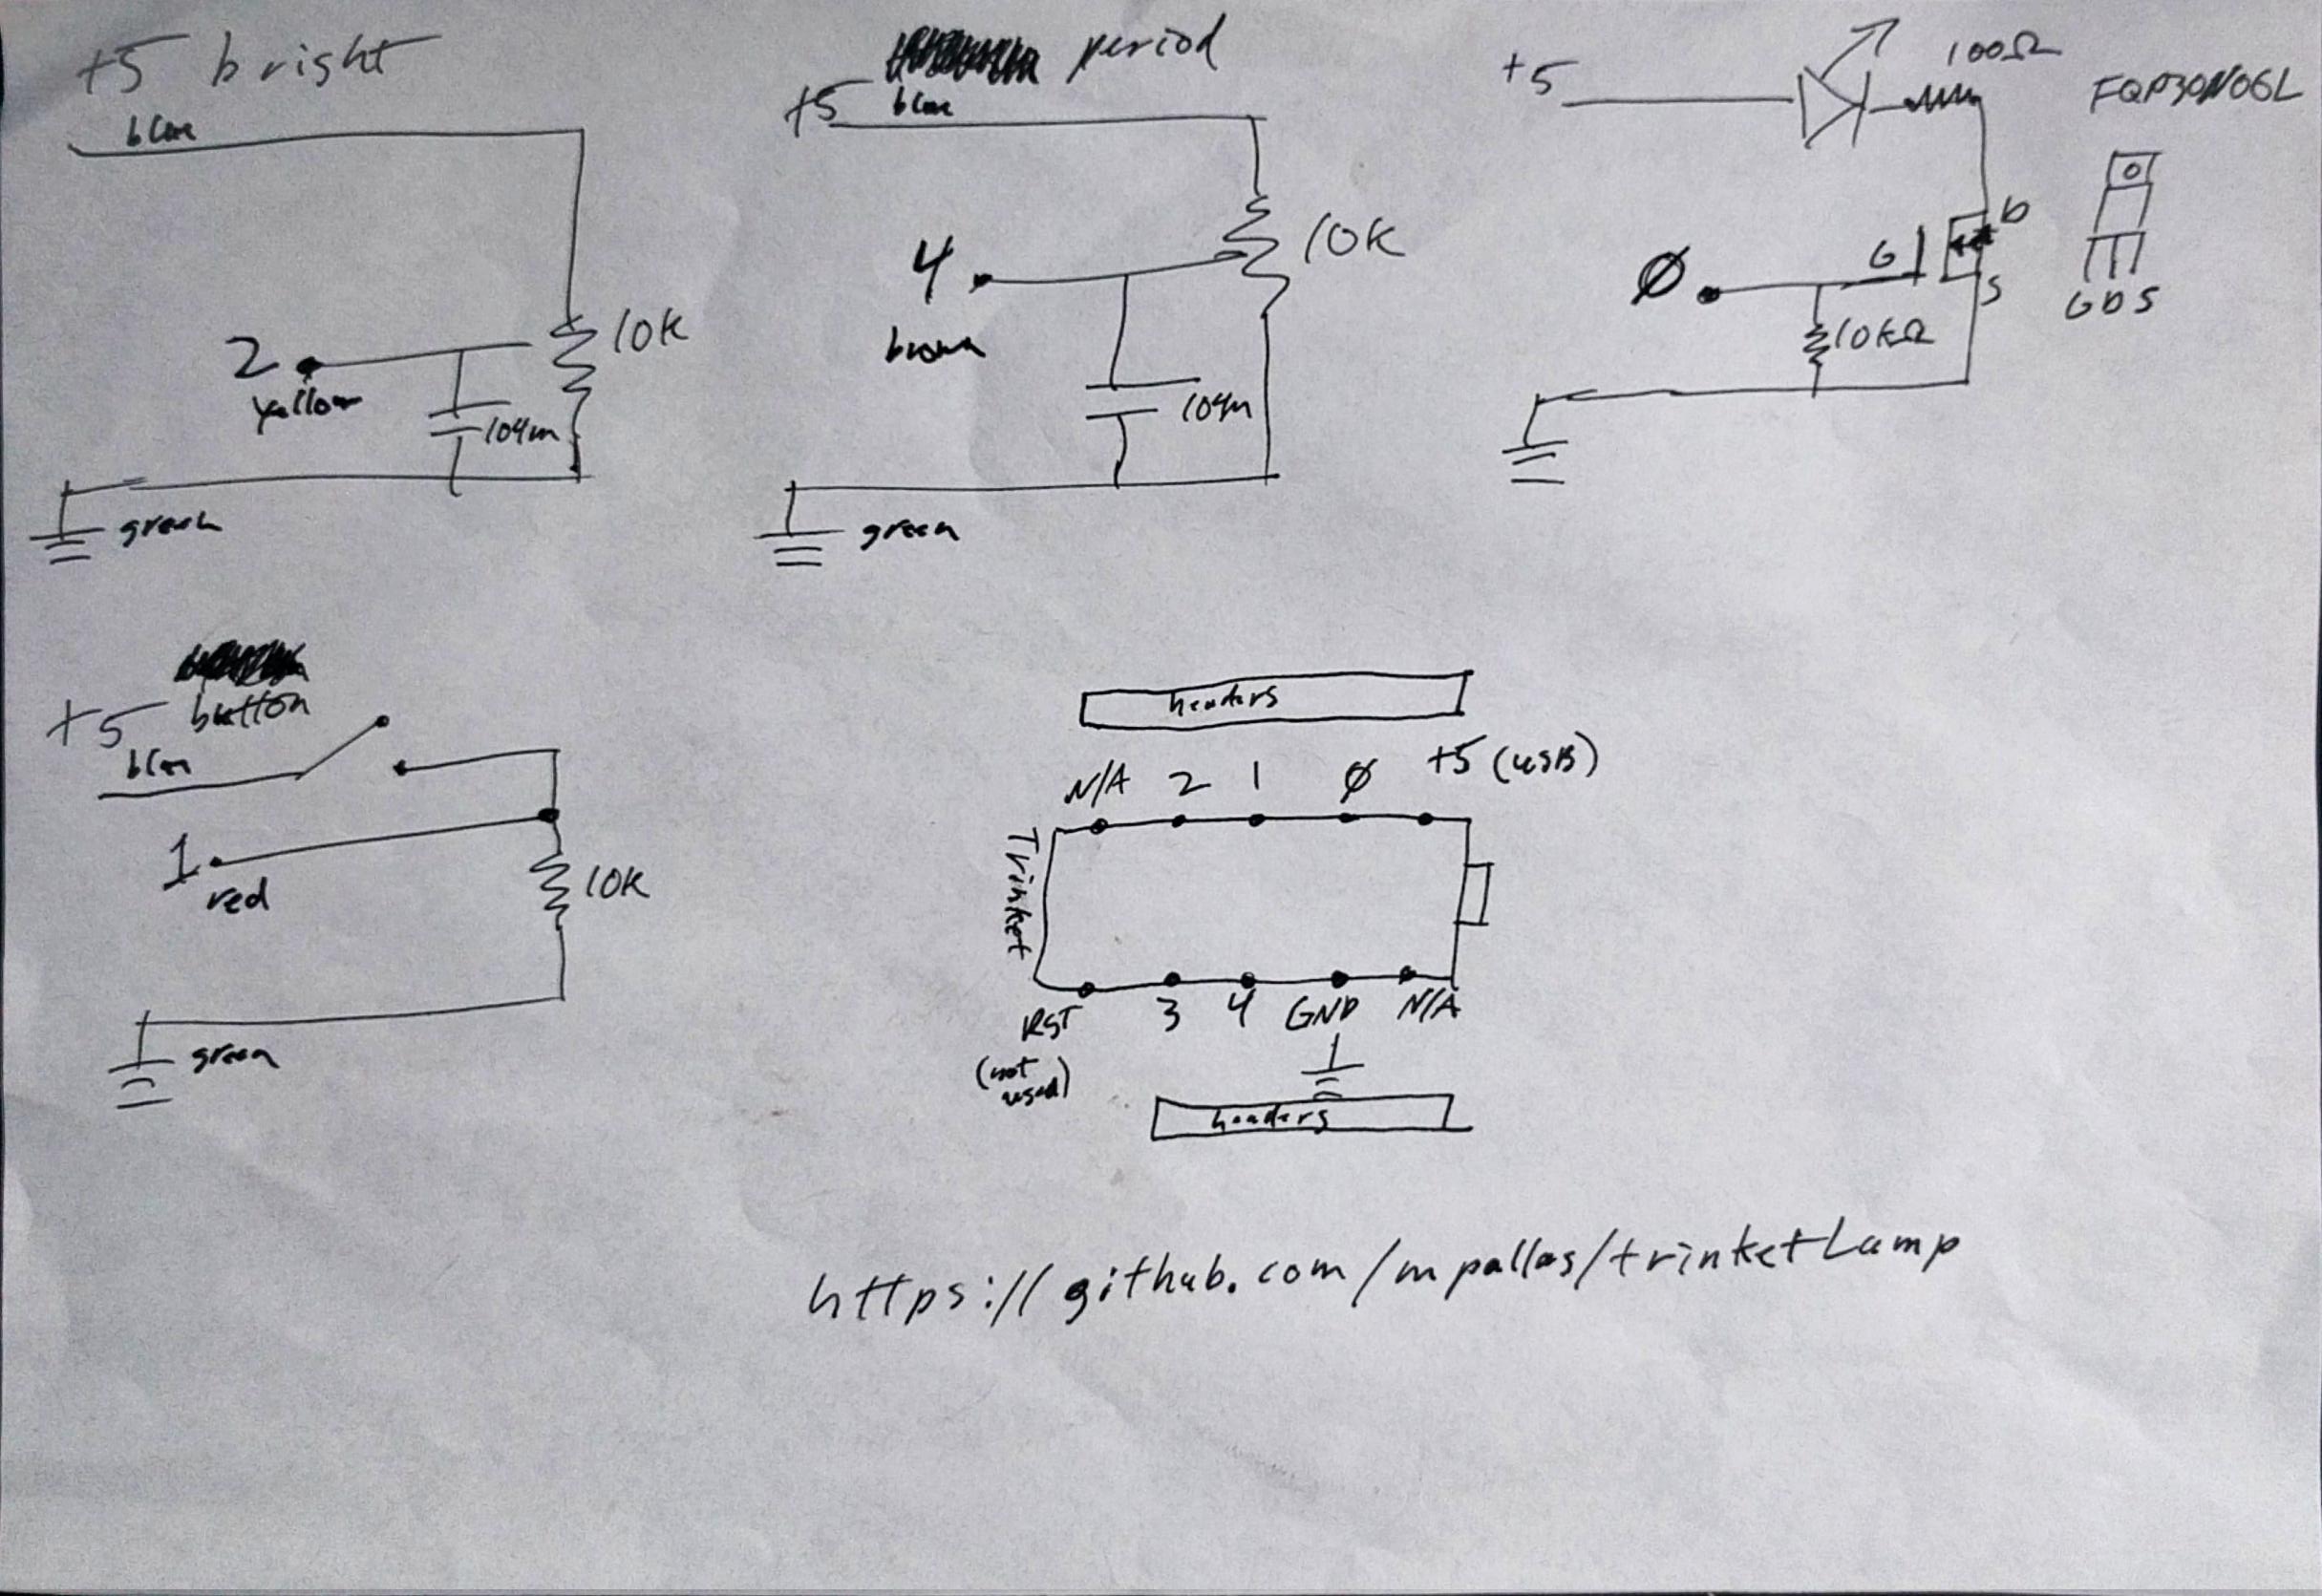 +5 bright
blue
2
yellow
10K
104m
green
period
+5 blue
4
brown
10K
104m
green
+5
100Ω
FQP30N06L
D
G
S
Ø
10kΩ
G D S
button
+5
blue
1
red
10K
green
headers
N/A 2 1 Ø +5 (USB)
Trinket
RST 3 4 GND N/A
(not
used)
headers
https://github.com/mpallas/trinketLamp